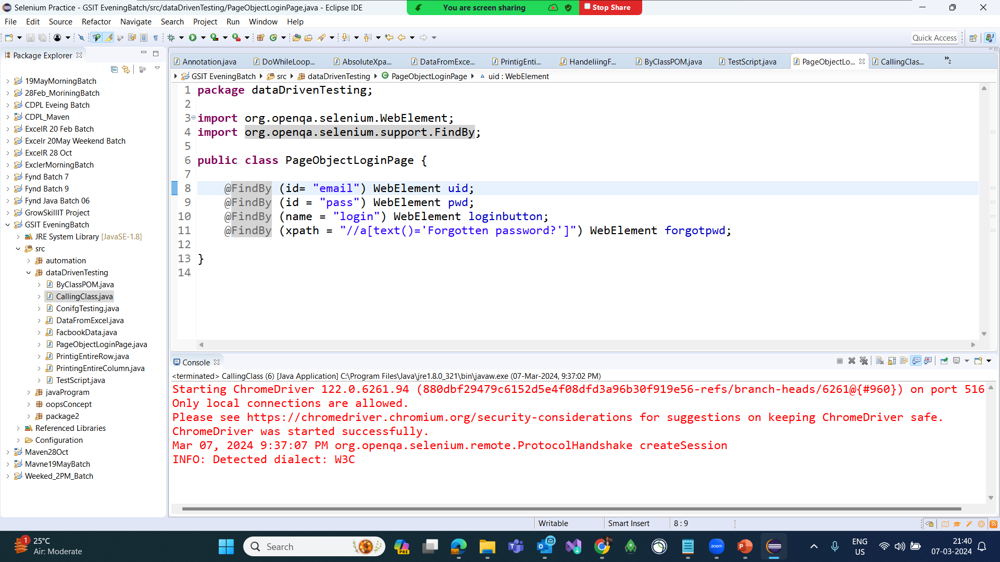 Selenium Practice - GSIT EveningBatch/src/dataDrivenTesting/PageObjectLoginPage.java - Eclipse IDE
You are screen sharing
Stop Share
File Edit Source Refactor Navigate Search Project Run Window Help
Quick Access
Package Explorer
19MayMorningBatch
28Feb_MoriningBatch
CDPL Eveing Batch
CDPL_Maven
ExcelR 20 Feb Batch
Excelr 20May Weekend Batch
ExcelR 28 Oct
ExclerMorningBatch
Fynd Batch 7
Fynd Batch 9
Fynd Java Batch 06
GrowSkillIT Project
GSIT EveningBatch
JRE System Library [JavaSE-1.8]
src
automation
dataDrivenTesting
ByClassPOM.java
CallingClass.java
ConifgTesting.java
DataFromExcel.java
FacbookData.java
PageObjectLoginPage.java
PrintigEntireRow.java
PrintingEntireColumn.java
TestScript.java
javaProgram
oopsConcept
package2
Referenced Libraries
Configuration
Maven28Oct
Mavne19MayBatch
Weeked_2PM_Batch
Annotation.java DoWhileLoop... AbsoluteXpa... DataFromExce... PrintigEnti... HandeliingF... ByClassPOM.java TestScript.java PageObjectLo... CallingClas... »2
GSIT EveningBatch src dataDrivenTesting PageObjectLoginPage uid : WebElement
1 package dataDrivenTesting;
2
3 import org.openqa.selenium.WebElement;
4 import org.openqa.selenium.support.FindBy;
5
6 public class PageObjectLoginPage {
7
8 @FindBy (id= "email") WebElement uid;
9 @FindBy (id = "pass") WebElement pwd;
10 @FindBy (name = "login") WebElement loginbutton;
11 @FindBy (xpath = "//a[text()='Forgotten password?']") WebElement forgotpwd;
12
13 }
14
Console
<terminated> CallingClass (6) [Java Application] C:\Program Files\Java\jre1.8.0_321\bin\javaw.exe (07-Mar-2024, 9:37:02 PM)
Starting ChromeDriver 122.0.6261.94 (880dbf29479c6152d5e4f08dfd3a96b30f919e56-refs/branch-heads/6261@{#960}) on port 516
Only local connections are allowed.
Please see https://chromedriver.chromium.org/security-considerations for suggestions on keeping ChromeDriver safe.
ChromeDriver was started successfully.
Mar 07, 2024 9:37:07 PM org.openqa.selenium.remote.ProtocolHandshake createSession
INFO: Detected dialect: W3C
Writable Smart Insert 8 : 9
1
25°C
Air: Moderate
Search
PRE
zoom
ENG
US
21:40
07-03-2024